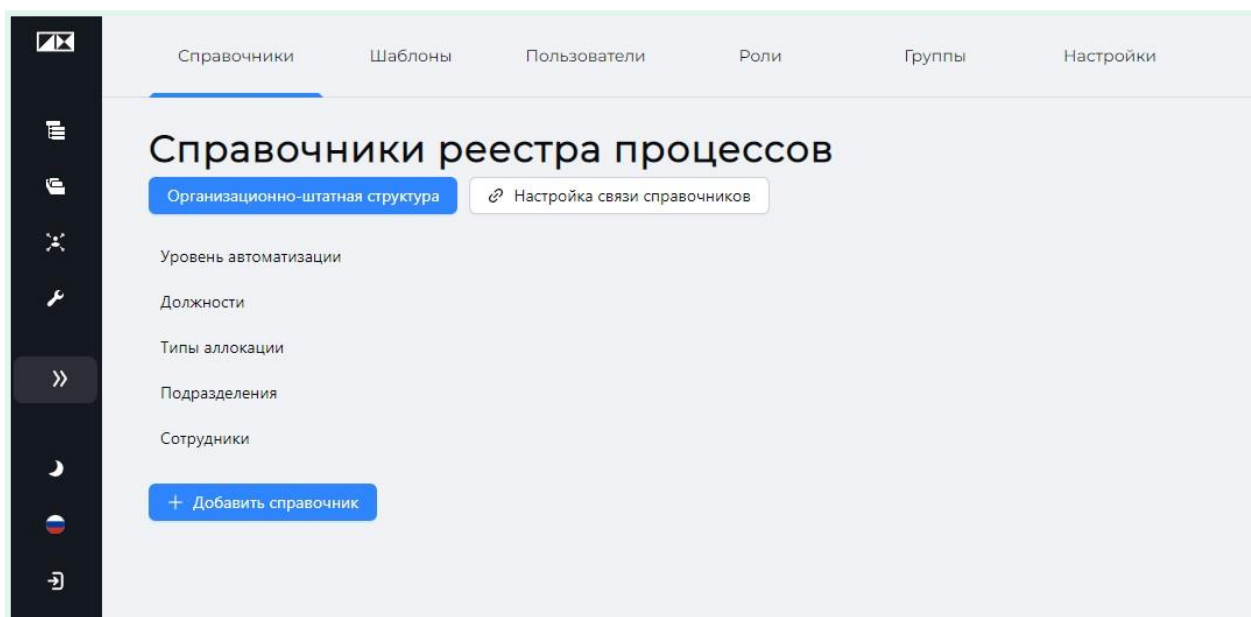 Справочники Шаблоны Пользователи Роли Группы Настройки
Справочники реестра процессов
Организационно-штатная структура Настройка связи справочников
Уровень автоматизации
Должности
Типы аллокации
Подразделения
Сотрудники
+ Добавить справочник